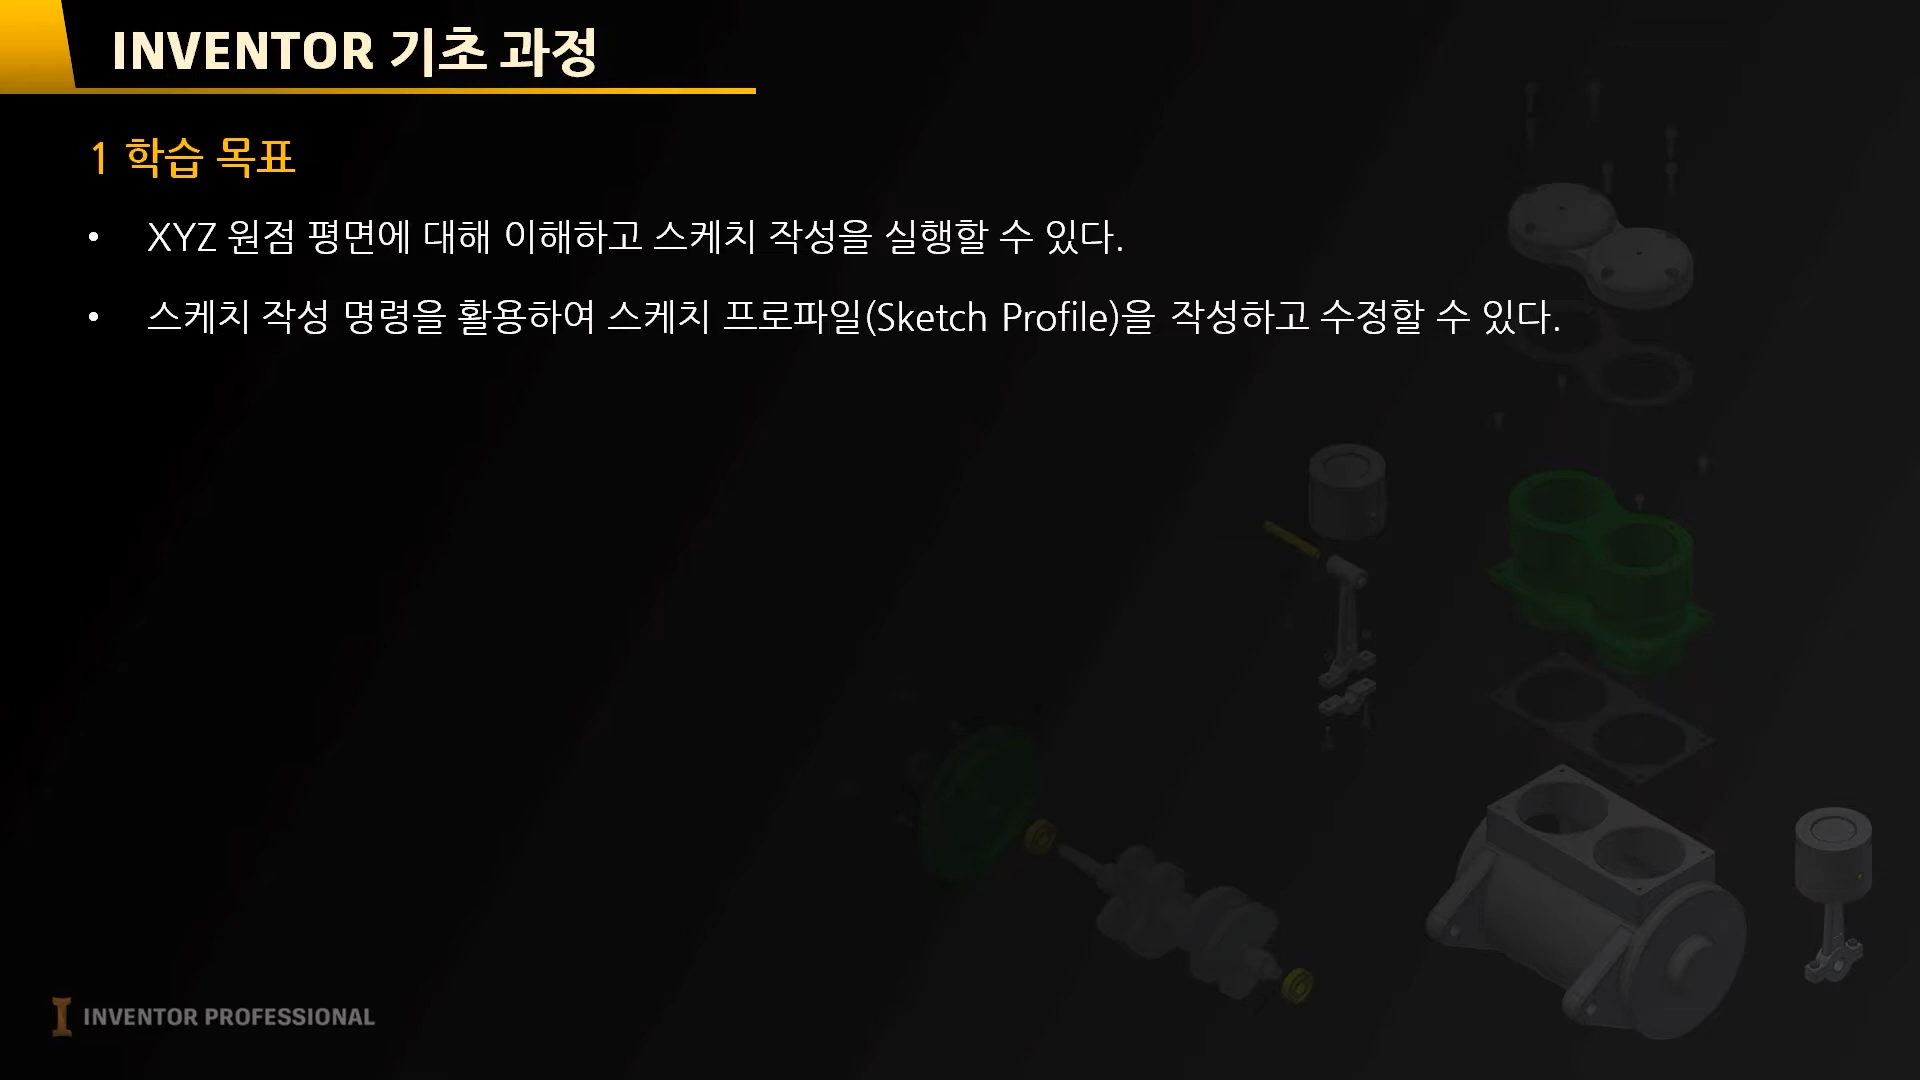 INVENTOR 기초 과정
1 학습 목표
• XYZ 원점 평면에 대해 이해하고 스케치 작성을 실행할 수 있다.
• 스케치 작성 명령을 활용하여 스케치 프로파일(Sketch Profile)을 작성하고 수정할 수 있다.
I INVENTOR PROFESSIONAL